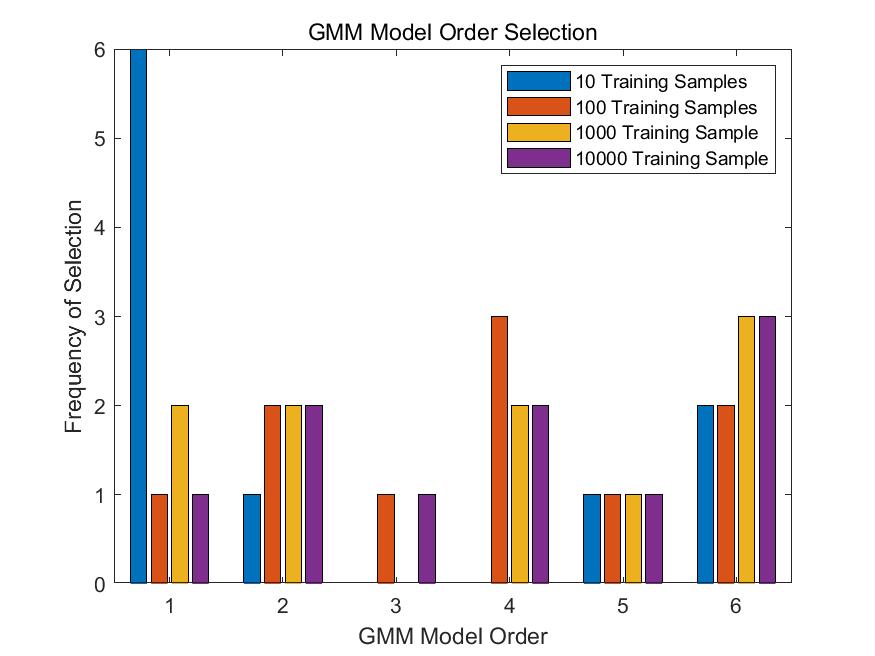 GMM Model Order Selection
10 Training Samples
100 Training Samples
1000 Training Sample
10000 Training Sample
Frequency of Selection
6
5
4
3
2
1
0
1 2 3 4 5 6
GMM Model Order